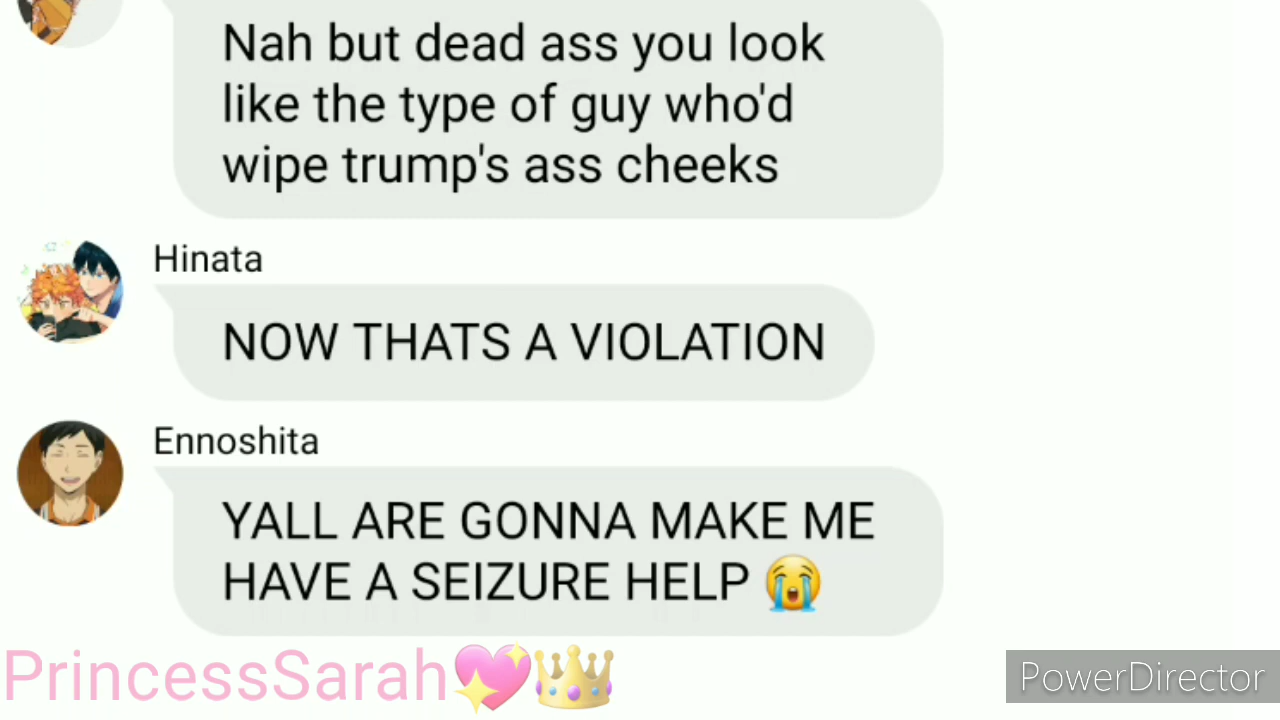 Nah but dead ass you look
like the type of guy who'd
wipe trump's ass cheeks
Hinata
NOW THATS A VIOLATION
Ennoshita
YALL ARE GONNA MAKE ME
HAVE A SEIZURE HELP 😭
PrincessSarah💖👑
PowerDirector